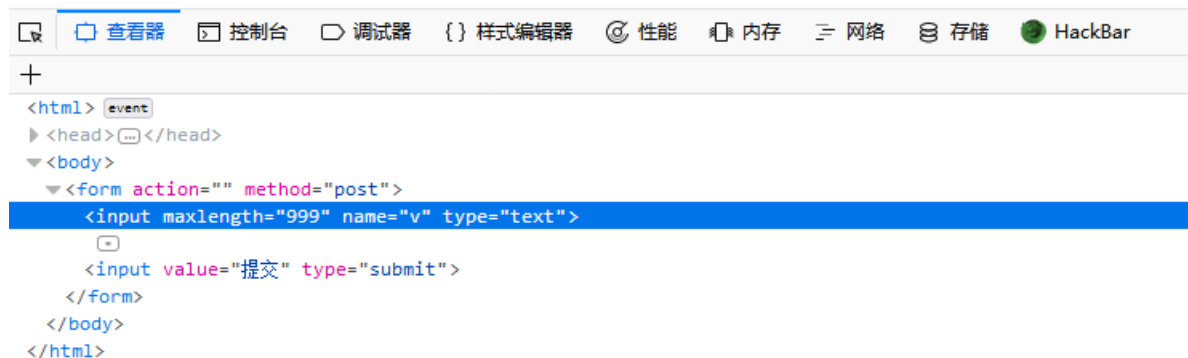 查看器 控制台 调试器 {} 样式编辑器 性能 内存 网络 存储 HackBar
+
<html> event
<head>…</head>
<body>
<form action="" method="post">
<input maxlength="999" name="v" type="text">
<input value="提交" type="submit">
</form>
</body>
</html>